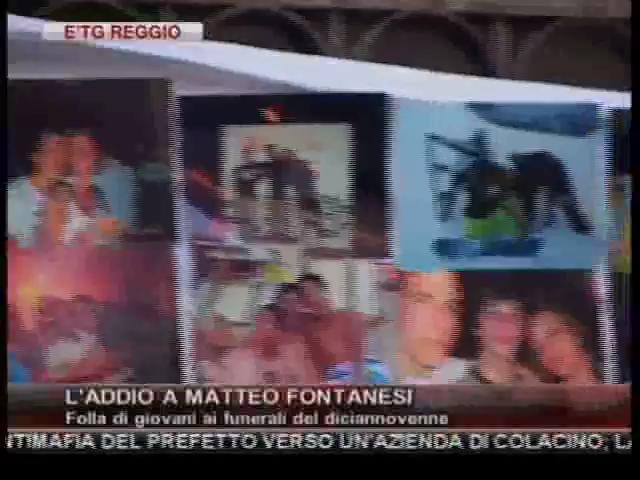 E'TG REGGIO
L'ADDIO A MATTEO FONTANESI
Folla di giovani ai funerali del diciannovenne
NTIMAFIA DEL PREFETTO VERSO UN'AZIENDA DI COLACINO, LA